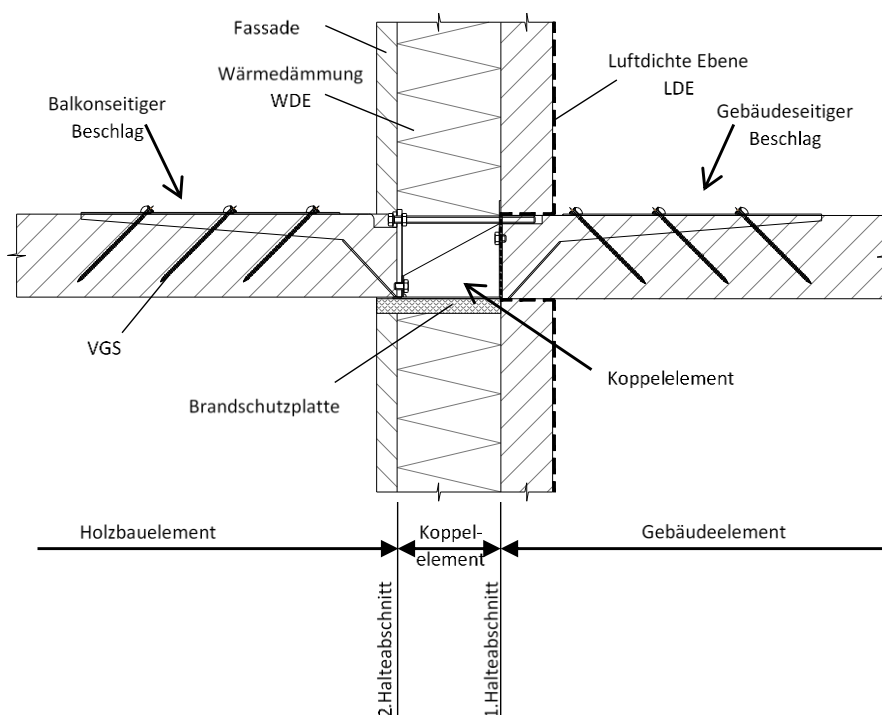 Fassade
Wärmedämmung
WDE
Luftdichte Ebene
LDE
Balkonseitiger
Beschlag
Gebäudeseitiger
Beschlag
VGS
Koppelelement
Brandschutzplatte
Holzbauelement
Koppel-
element
Gebäudeelement
2.Halteabschnitt
1.Halteabschnitt